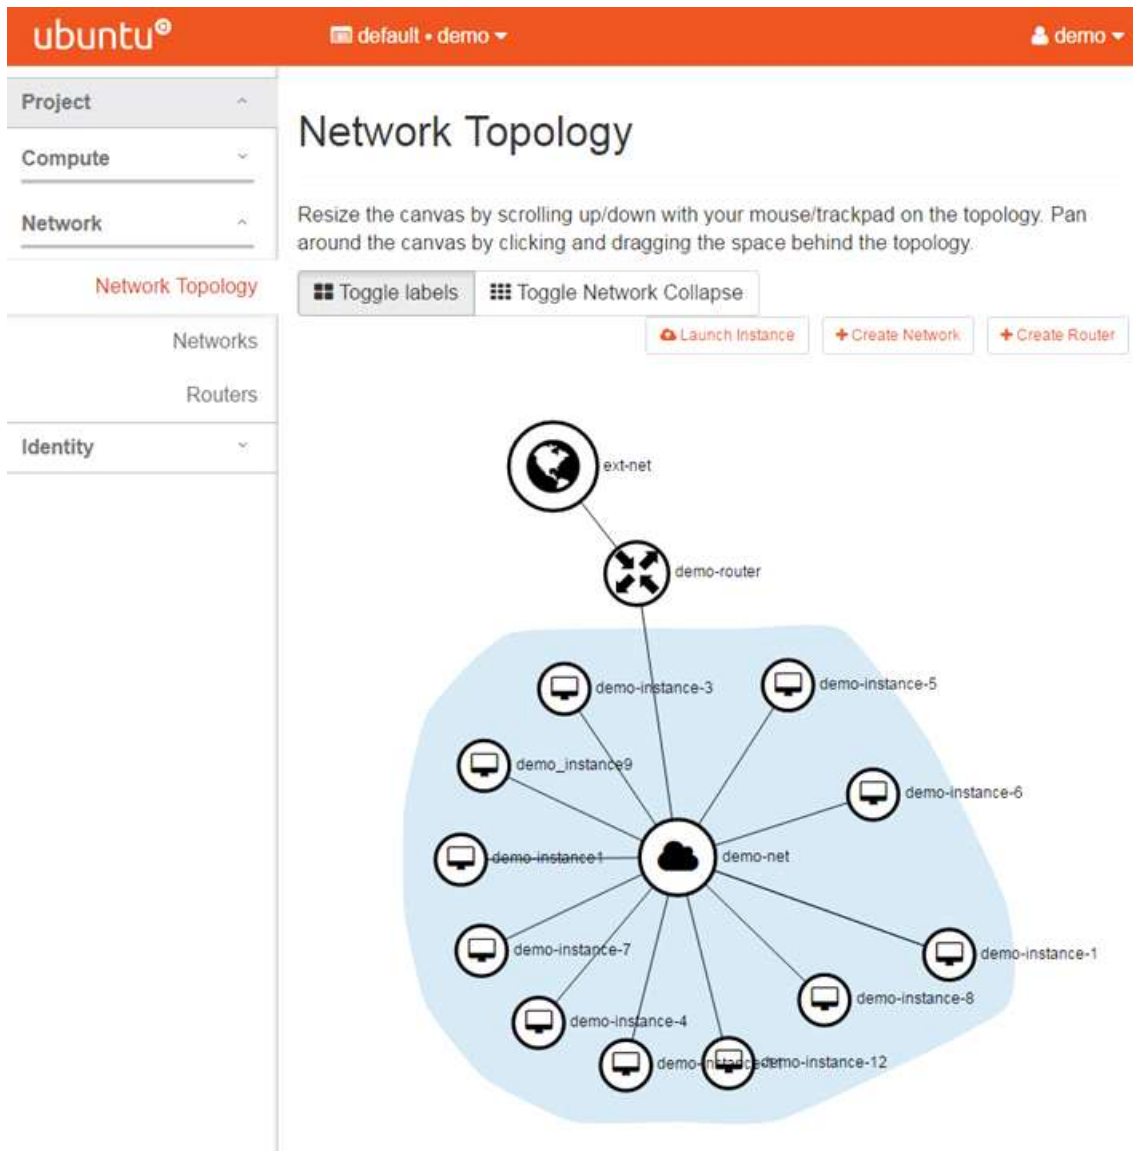 ubuntu®
default • demo
demo
Project
Compute
Network
Network Topology
Networks
Routers
Identity
Network Topology
Resize the canvas by scrolling up/down with your mouse/trackpad on the topology. Pan
around the canvas by clicking and dragging the space behind the topology.
Toggle labels
Toggle Network Collapse
Launch Instance
Create Network
Create Router
ext-net
demo-router
demo-instance-3
demo-instance-5
demo_instance9
demo-instance-6
demo-instance1
demo-net
demo-instance-7
demo-instance-1
demo-instance-8
demo-instance-4
demo-instance-11
demo-instance-12